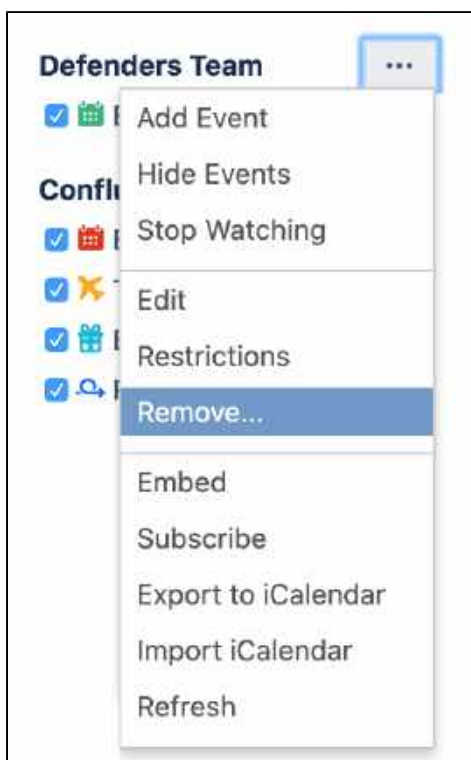 Defenders Team
...
Add Event
Hide Events
Confl
Stop Watching
Edit
Restrictions
Remove...
Embed
Subscribe
Export to iCalendar
Import iCalendar
Refresh